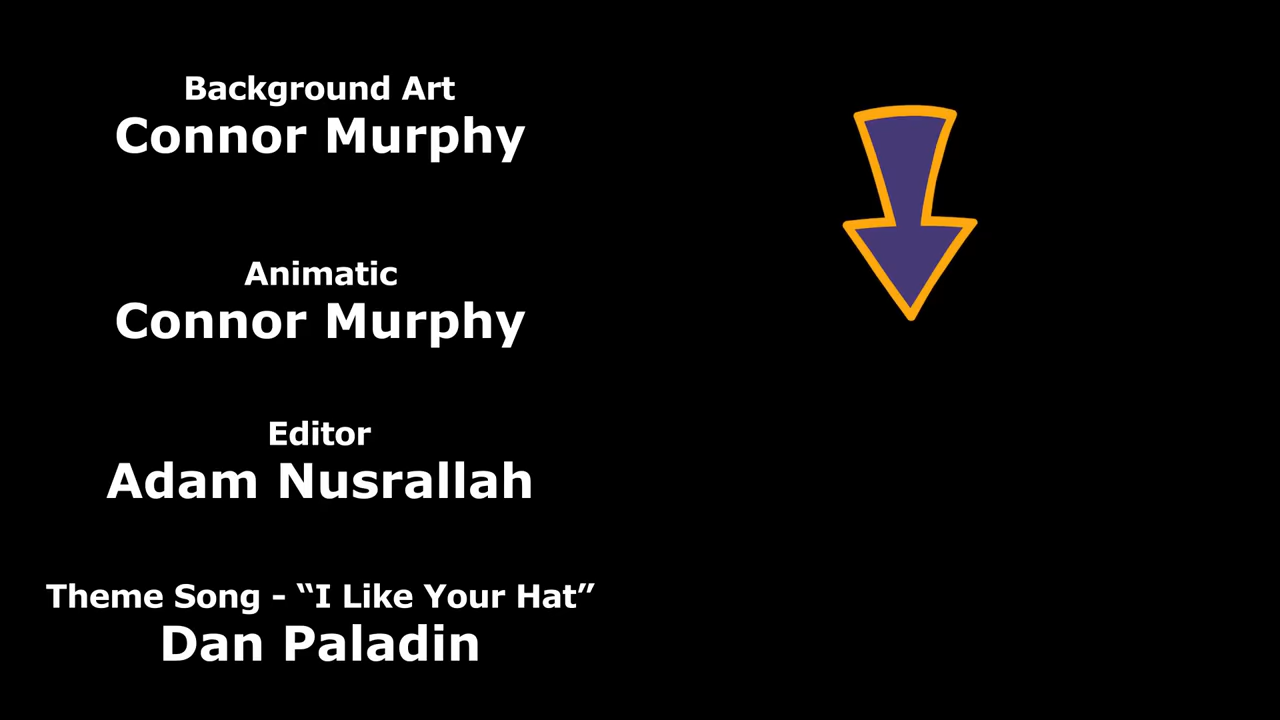 Background Art
Connor Murphy
Animatic
Connor Murphy
Editor
Adam Nusrallah
Theme Song - “I Like Your Hat”
Dan Paladin